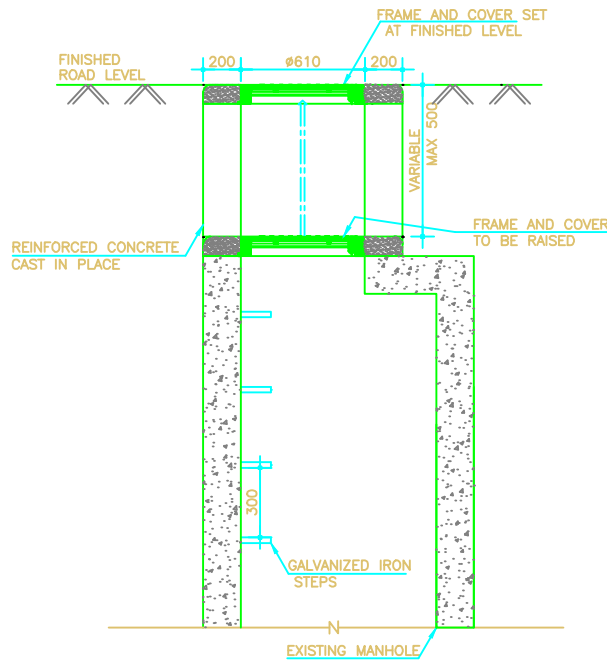 FRAME AND COVER SET
AT FINISHED LEVEL
FINISHED
ROAD LEVEL
200
ø610
200
VARIABLE
MAX 500
REINFORCED CONCRETE
CAST IN PLACE
FRAME AND COVER
TO BE RAISED
300
GALVANIZED IRON
STEPS
N
EXISTING MANHOLE